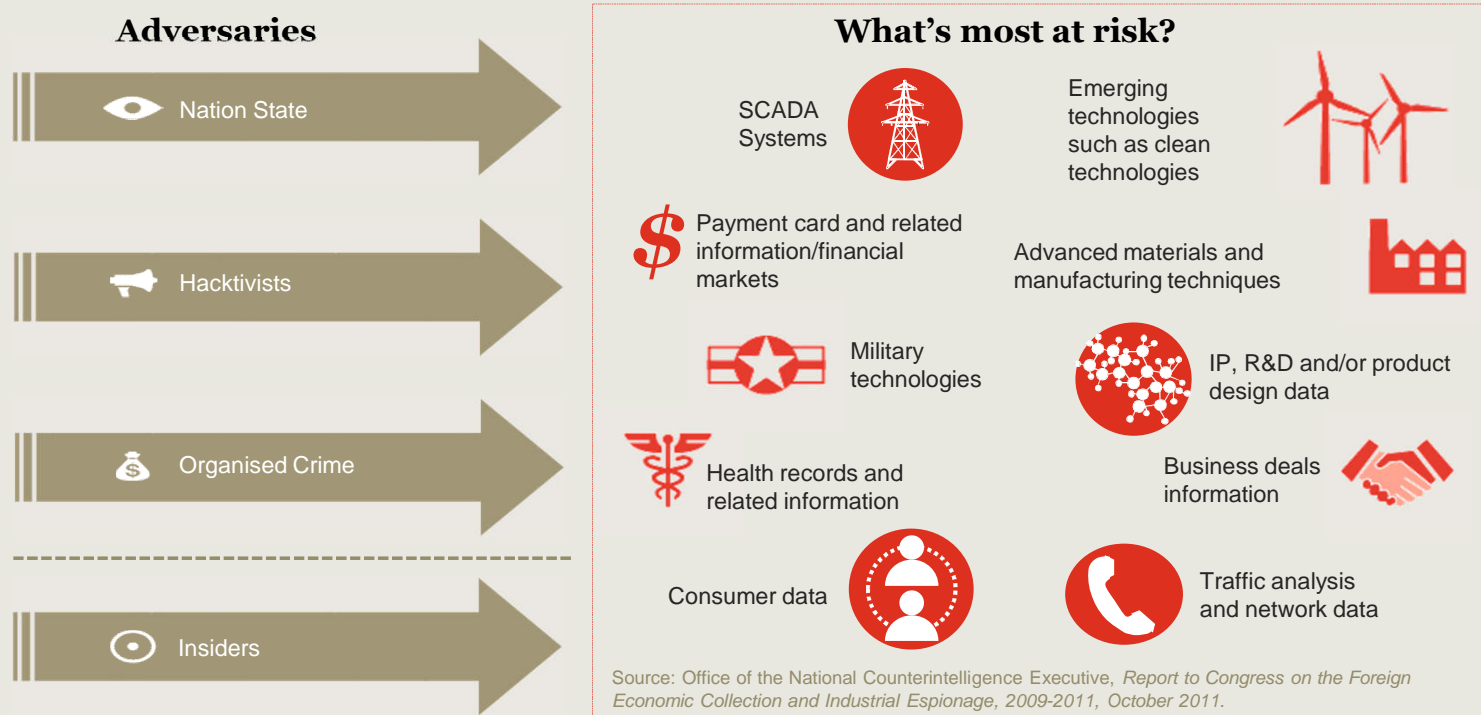 Adversaries
Nation State
Hacktivists
Organised Crime
Insiders
What’s most at risk?
SCADA
Systems
Emerging
technologies
such as clean
technologies
$
Payment card and related
information/financial
markets
Advanced materials and
manufacturing techniques
Military
technologies
IP, R&D and/or product
design data
Health records and
related information
Business deals
information
Consumer data
Traffic analysis
and network data
Source: Office of the National Counterintelligence Executive, Report to Congress on the Foreign
Economic Collection and Industrial Espionage, 2009-2011, October 2011.